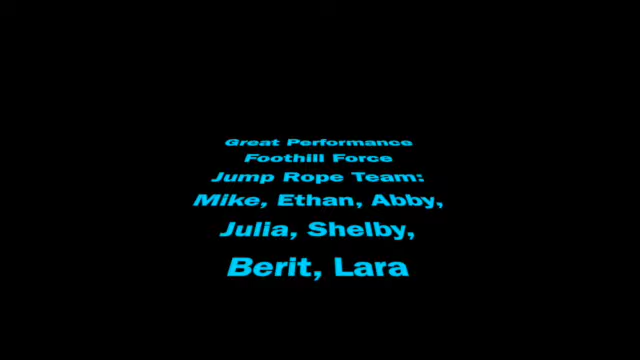 Great Performance
Foothill Force
Jump Rope Team:
Mike, Ethan, Abby,
Julia, Shelby,
Berit, Lara